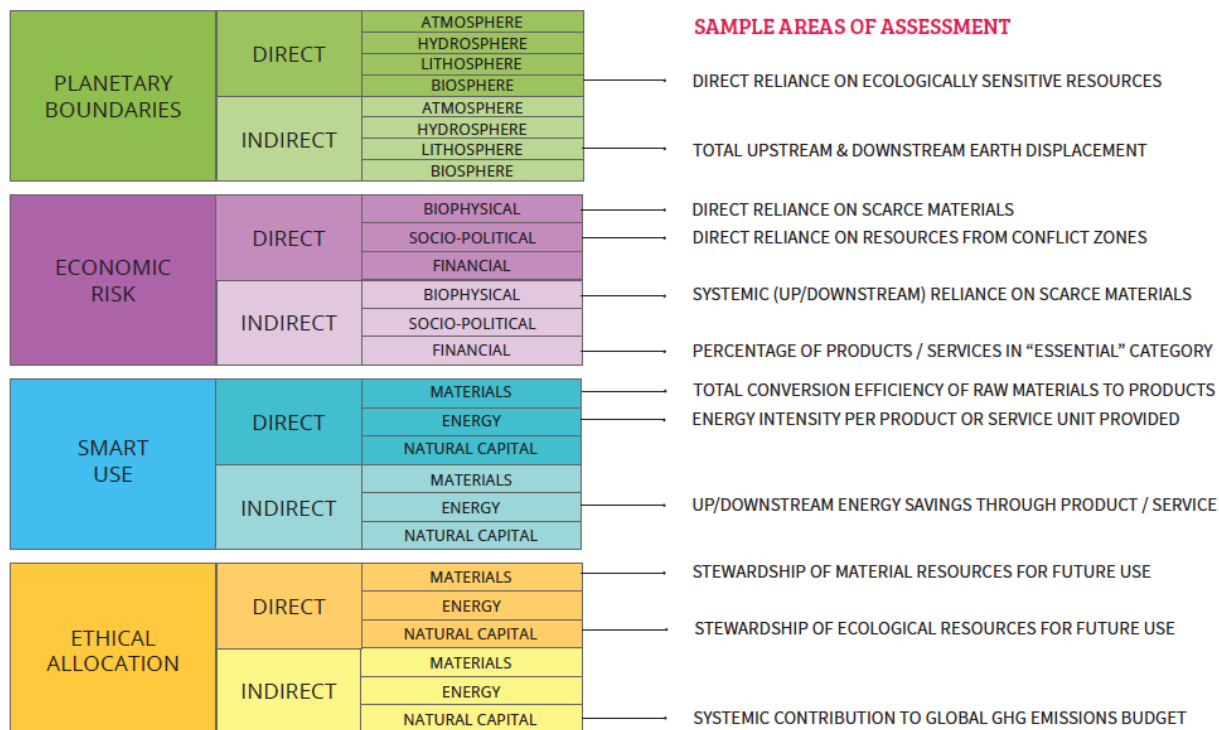 SAMPLE AREAS OF ASSESSMENT
PLANETARY
BOUNDARIES
DIRECT
ATMOSPHERE
HYDROSPHERE
LITHOSPHERE
BIOSPHERE
DIRECT RELIANCE ON ECOLOGICALLY SENSITIVE RESOURCES
INDIRECT
ATMOSPHERE
HYDROSPHERE
LITHOSPHERE
TOTAL UPSTREAM & DOWNSTREAM EARTH DISPLACEMENT
BIOSPHERE
ECONOMIC
RISK
DIRECT
BIOPHYSICAL
DIRECT RELIANCE ON SCARCE MATERIALS
SOCIO-POLITICAL
DIRECT RELIANCE ON RESOURCES FROM CONFLICT ZONES
FINANCIAL
INDIRECT
BIOPHYSICAL
SYSTEMIC (UP/DOWNSTREAM) RELIANCE ON SCARCE MATERIALS
SOCIO-POLITICAL
FINANCIAL
PERCENTAGE OF PRODUCTS / SERVICES IN “ESSENTIAL” CATEGORY
SMART
USE
DIRECT
MATERIALS
TOTAL CONVERSION EFFICIENCY OF RAW MATERIALS TO PRODUCTS
ENERGY
ENERGY INTENSITY PER PRODUCT OR SERVICE UNIT PROVIDED
NATURAL CAPITAL
INDIRECT
MATERIALS
ENERGY
UP/DOWNSTREAM ENERGY SAVINGS THROUGH PRODUCT / SERVICE
NATURAL CAPITAL
ETHICAL
ALLOCATION
DIRECT
MATERIALS
STEWARDSHIP OF MATERIAL RESOURCES FOR FUTURE USE
ENERGY
NATURAL CAPITAL
STEWARDSHIP OF ECOLOGICAL RESOURCES FOR FUTURE USE
INDIRECT
MATERIALS
ENERGY
NATURAL CAPITAL
SYSTEMIC CONTRIBUTION TO GLOBAL GHG EMISSIONS BUDGET